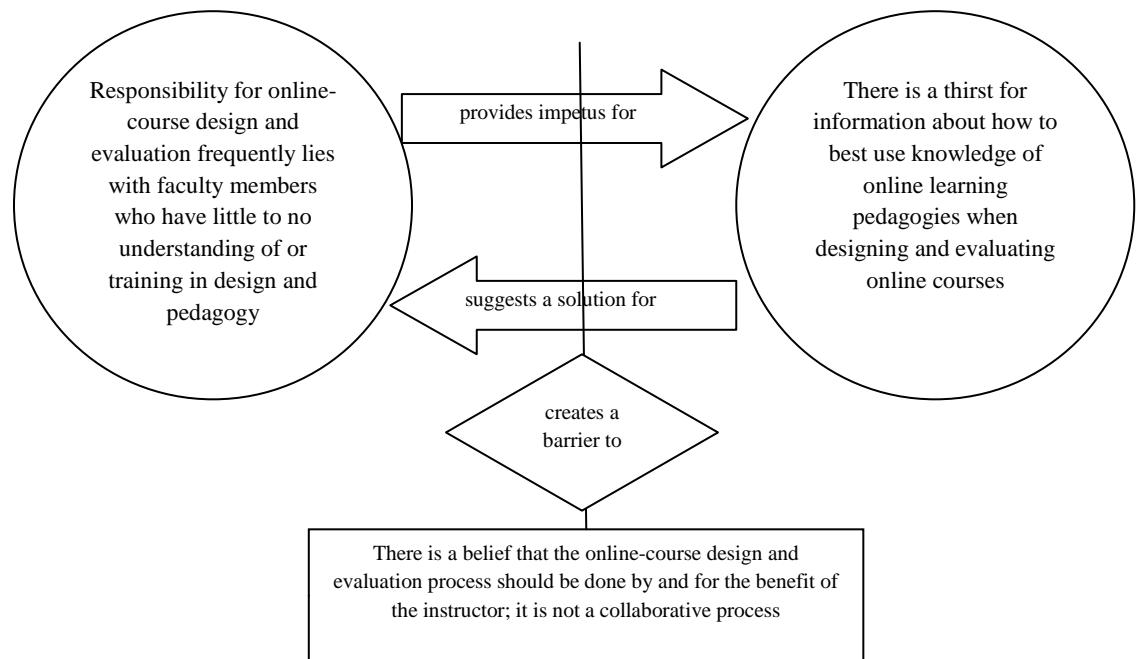 Responsibility for online-
course design and
evaluation frequently lies
with faculty members
who have little to no
understanding of or
training in design and
pedagogy
provides impetus for
There is a thirst for
information about how to
best use knowledge of
online learning
pedagogies when
designing and evaluating
online courses
suggests a solution for
creates a
barrier to
There is a belief that the online-course design and
evaluation process should be done by and for the benefit of
the instructor; it is not a collaborative process